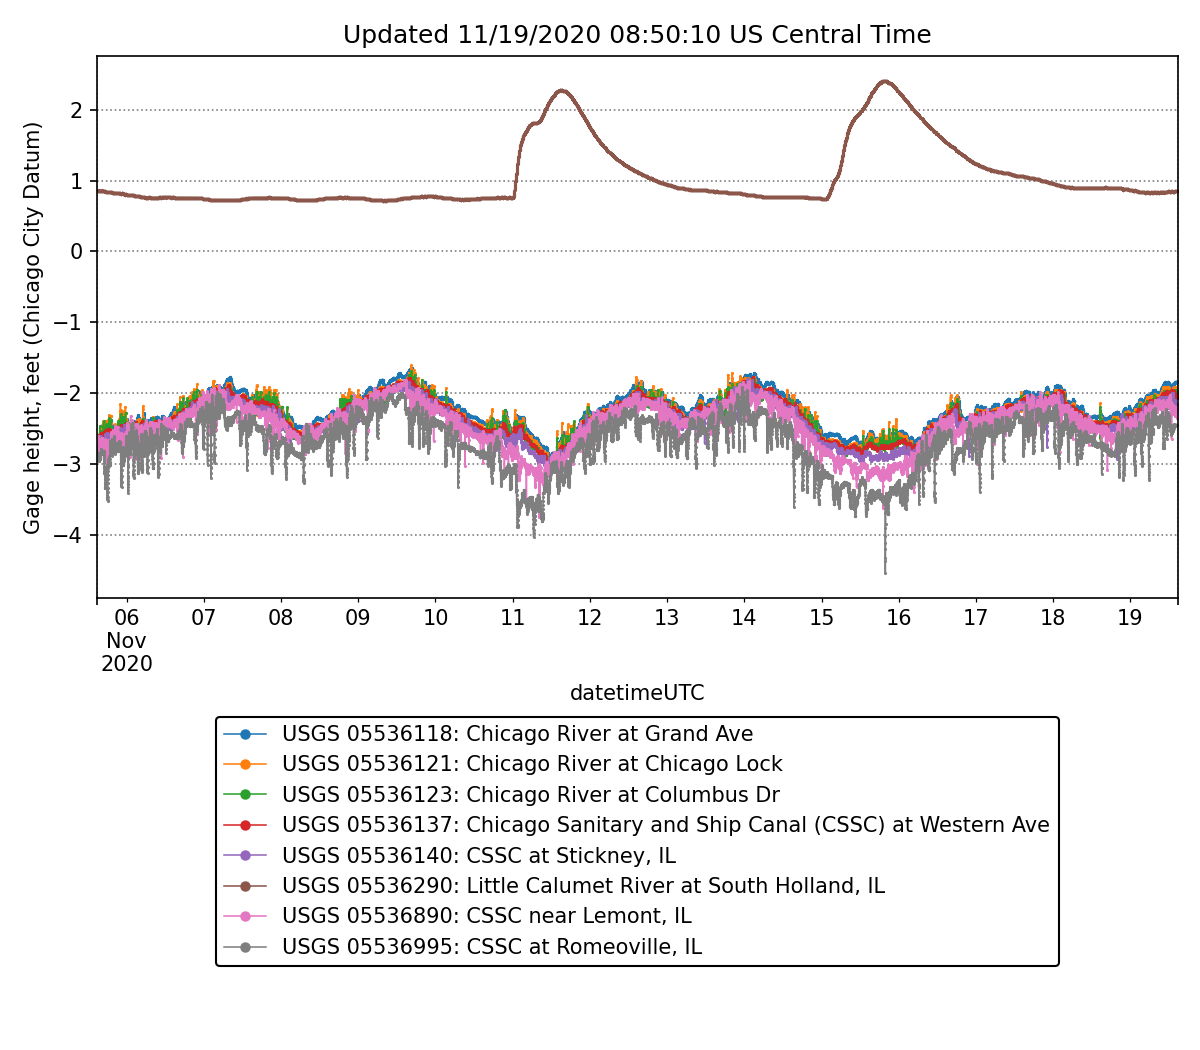 Updated 11/19/2020 08:50:10 US Central Time
Gage height, feet (Chicago City Datum)
2
1
0
−1
−2
−3
−4
06 07 08 09 10 11 12 13 14 15 16 17 18 19
Nov
2020
datetimeUTC
USGS 05536118: Chicago River at Grand Ave
USGS 05536121: Chicago River at Chicago Lock
USGS 05536123: Chicago River at Columbus Dr
USGS 05536137: Chicago Sanitary and Ship Canal (CSSC) at Western Ave
USGS 05536140: CSSC at Stickney, IL
USGS 05536290: Little Calumet River at South Holland, IL
USGS 05536890: CSSC near Lemont, IL
USGS 05536995: CSSC at Romeoville, IL